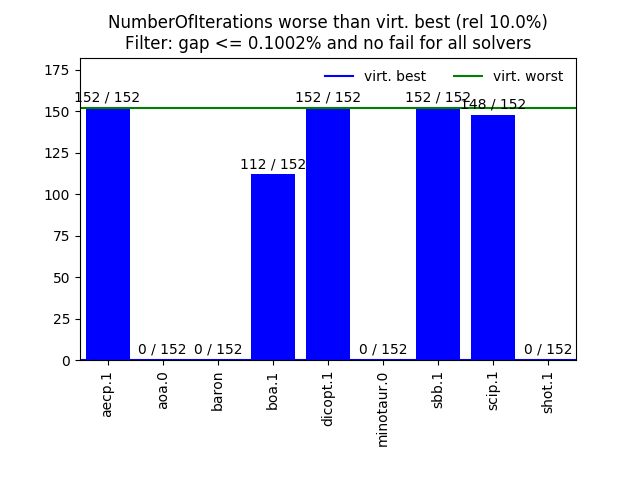 NumberOfIterations worse than virt. best (rel 10.0%)
Filter: gap <= 0.1002% and no fail for all solvers
virt. best
virt. worst
175
150
125
100
75
50
25
0
152 / 152
0 / 152
0 / 152
112 / 152
152 / 152
0 / 152
152 / 152
148 / 152
0 / 152
aecp.1
aoa.0
baron
boa.1
dicopt.1
minotaur.0
sbb.1
scip.1
shot.1